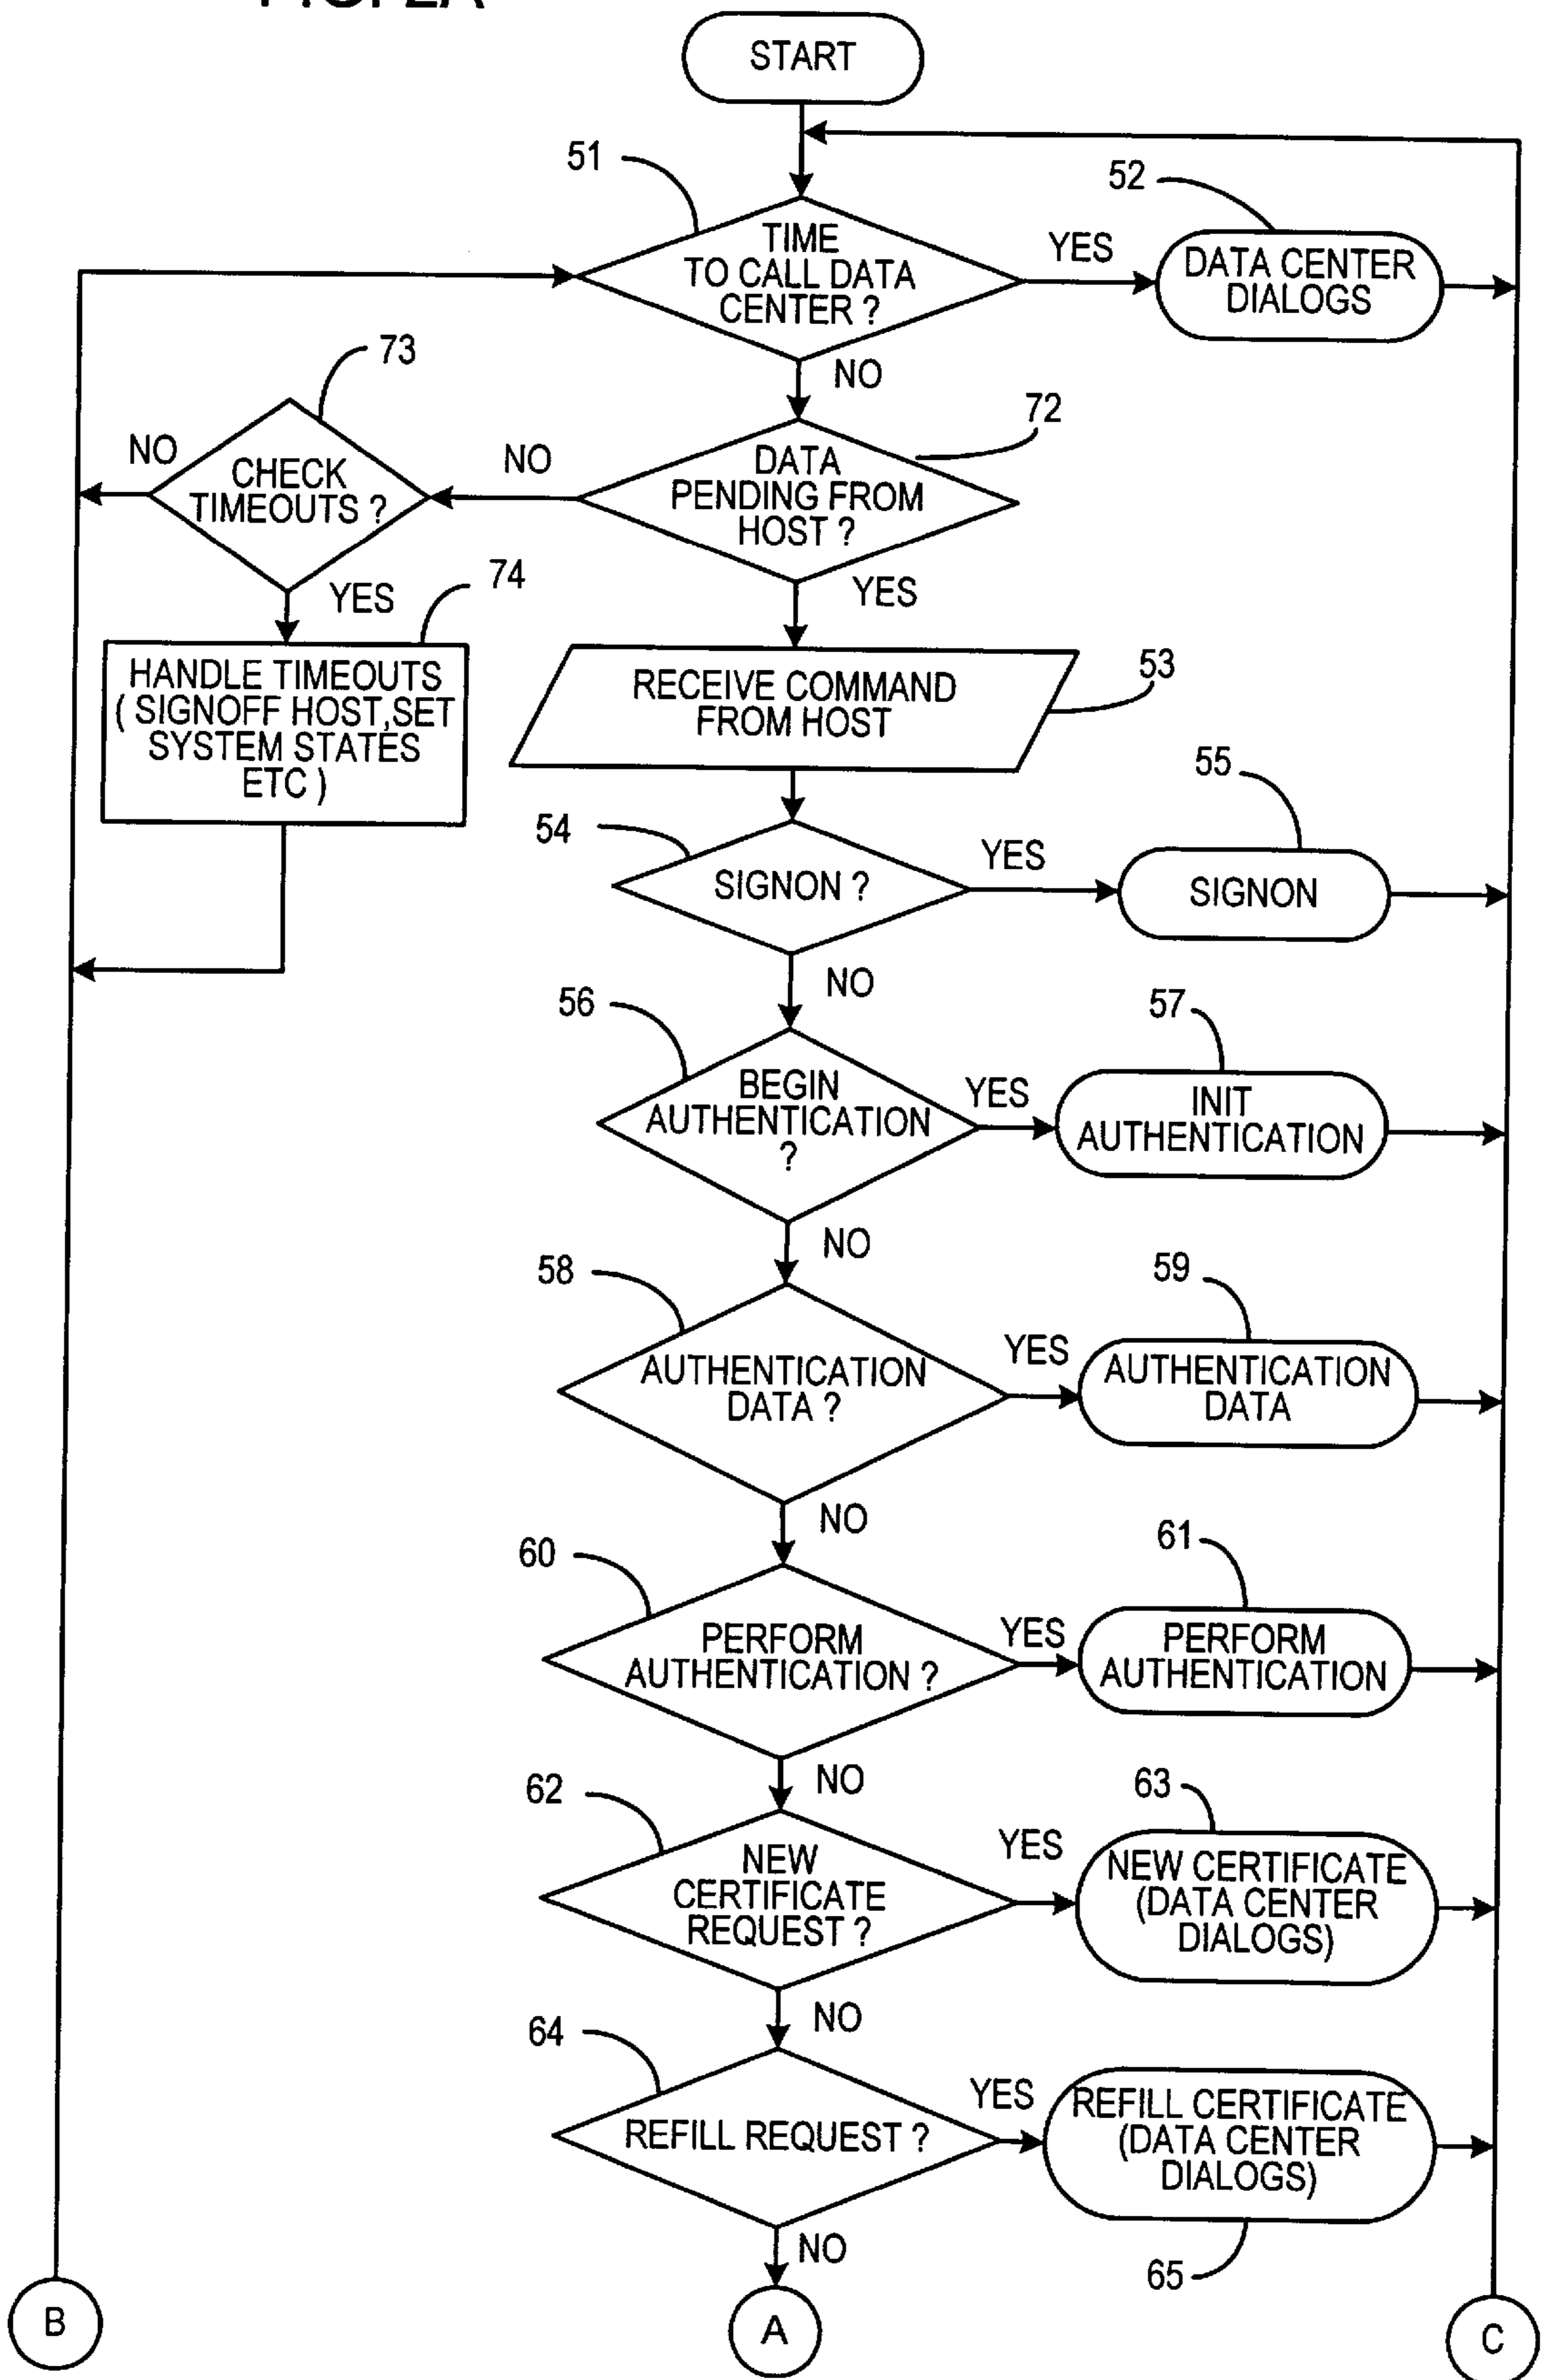 START
51
52
TIME
TO CALL DATA
CENTER ?
YES
DATA CENTER
DIALOGS
73
NO
72
NO
CHECK
TIMEOUTS ?
NO
DATA
PENDING FROM
HOST ?
YES
74
YES
HANDLE TIMEOUTS
( SIGNOFF HOST,SET
SYSTEM STATES
ETC )
RECEIVE COMMAND
FROM HOST
53
55
54
SIGNON ?
YES
SIGNON
NO
56
57
BEGIN
AUTHENTICATION
?
YES
INIT
AUTHENTICATION
NO
58
59
AUTHENTICATION
DATA ?
YES
AUTHENTICATION
DATA
NO
60
61
PERFORM
AUTHENTICATION ?
YES
PERFORM
AUTHENTICATION
NO
62
63
NEW
CERTIFICATE
REQUEST ?
YES
NEW CERTIFICATE
(DATA CENTER
DIALOGS)
NO
64
REFILL REQUEST ?
YES
REFILL CERTIFICATE
(DATA CENTER
DIALOGS)
NO
65
B
A
C